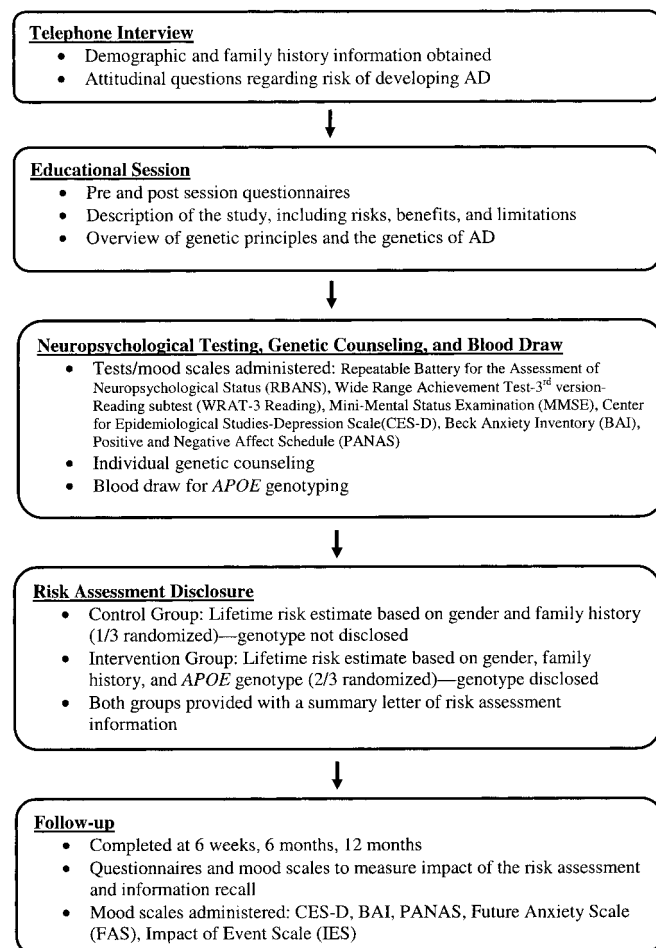 Telephone Interview
• Demographic and family history information obtained
• Attitudinal questions regarding risk of developing AD
Educational Session
• Pre and post session questionnaires
• Description of the study, including risks, benefits, and limitations
• Overview of genetic principles and the genetics of AD
Neuropsychological Testing, Genetic Counseling, and Blood Draw
• Tests/mood scales administered: Repeatable Battery for the Assessment of
Neuropsychological Status (RBANS), Wide Range Achievement Test-3rd version-
Reading subtest (WRAT-3 Reading), Mini-Mental Status Examination (MMSE), Center
for Epidemiological Studies-Depression Scale(CES-D), Beck Anxiety Inventory (BAI),
Positive and Negative Affect Schedule (PANAS)
• Individual genetic counseling
• Blood draw for APOE genotyping
Risk Assessment Disclosure
• Control Group: Lifetime risk estimate based on gender and family history
(1/3 randomized)—genotype not disclosed
• Intervention Group: Lifetime risk estimate based on gender, family
history, and APOE genotype (2/3 randomized)—genotype disclosed
• Both groups provided with a summary letter of risk assessment
information
Follow-up
• Completed at 6 weeks, 6 months, 12 months
• Questionnaires and mood scales to measure impact of the risk assessment
and information recall
• Mood scales administered: CES-D, BAI, PANAS, Future Anxiety Scale
(FAS), Impact of Event Scale (IES)